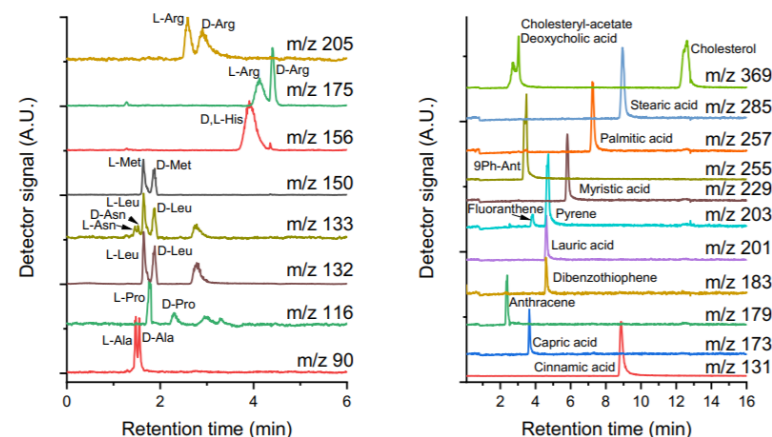 L-Arg
D-Arg
m/z 205
L-Arg
D-Arg
m/z 175
D,L-His
m/z 156
L-Met
D-Met
m/z 150
L-Leu
D-Asn
D-Leu
L-Asn
m/z 133
L-Leu
D-Leu
m/z 132
L-Pro
D-Pro
m/z 116
L-Ala
D-Ala
m/z 90
0
2
4
6
Retention time (min)
Detector signal (A.U.)
Cholesteryl-acetate
Deoxycholic acid
Cholesterol
m/z 369
Stearic acid
m/z 285
Palmitic acid
m/z 257
9Ph-Ant
m/z 255
Myristic acid
m/z 229
Fluoranthene
Pyrene
m/z 203
Lauric acid
m/z 201
Dibenzothiophene
m/z 183
Anthracene
m/z 179
Capric acid
m/z 173
Cinnamic acid
m/z 131
0
2
4
6
8
10
12
14
16
Retention time (min)
Detector signal (A.U.)